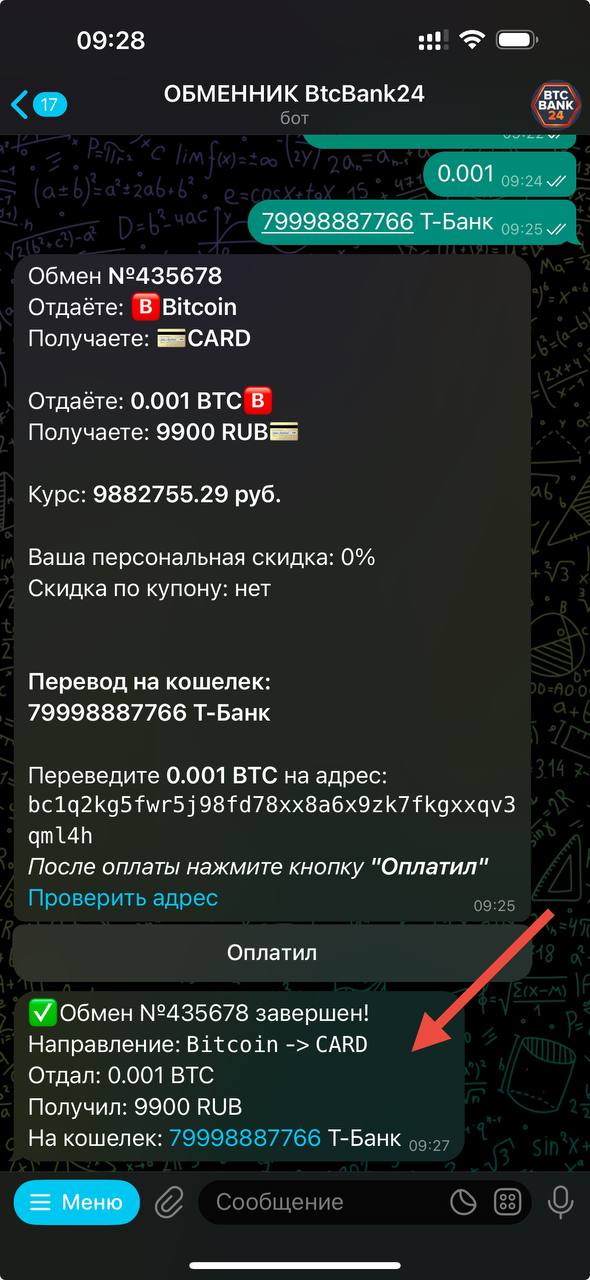 09:28
17
ОБМЕННИК BtcBank24
бот
BTC
BANK
24
0.001 09:24
79998887766 Т-Банк 09:25
Обмен №435678
Отдаёте: 🅱Bitcoin
Получаете: 💳CARD
Отдаёте: 0.001 BTC🅱
Получаете: 9900 RUB💳
Курс: 9882755.29 руб.
Ваша персональная скидка: 0%
Скидка по купону: нет
Перевод на кошелек:
79998887766 Т-Банк
Переведите 0.001 BTC на адрес:
bc1q2kg5fwr5j98fd78xx8a6x9zk7fkgxxqv3
qml4h
После оплаты нажмите кнопку "Оплатил"
Проверить адрес 09:25
Оплатил
✅Обмен №435678 завершен!
Направление: Bitcoin -> CARD
Отдал: 0.001 BTC
Получил: 9900 RUB
На кошелек: 79998887766 Т-Банк 09:27
Меню
Сообщение